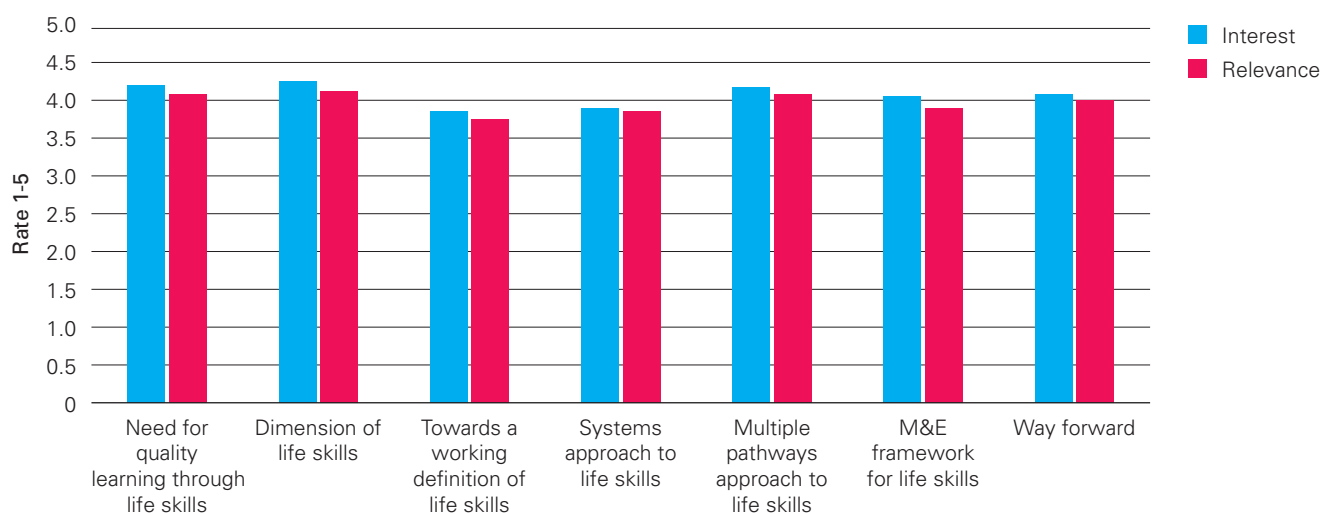 5.0
4.5
4.0
3.5
3.0
2.5
2.0
1.5
1.0
0.5
0
Rate 1-5
Interest
Relevance
Need for
quality
learning through
life skills
Dimension of
life skills
Towards a
working
definition of
life skills
Systems
approach to
life skills
Multiple
pathways
approach to
life skills
M&E
framework
for life skills
Way forward